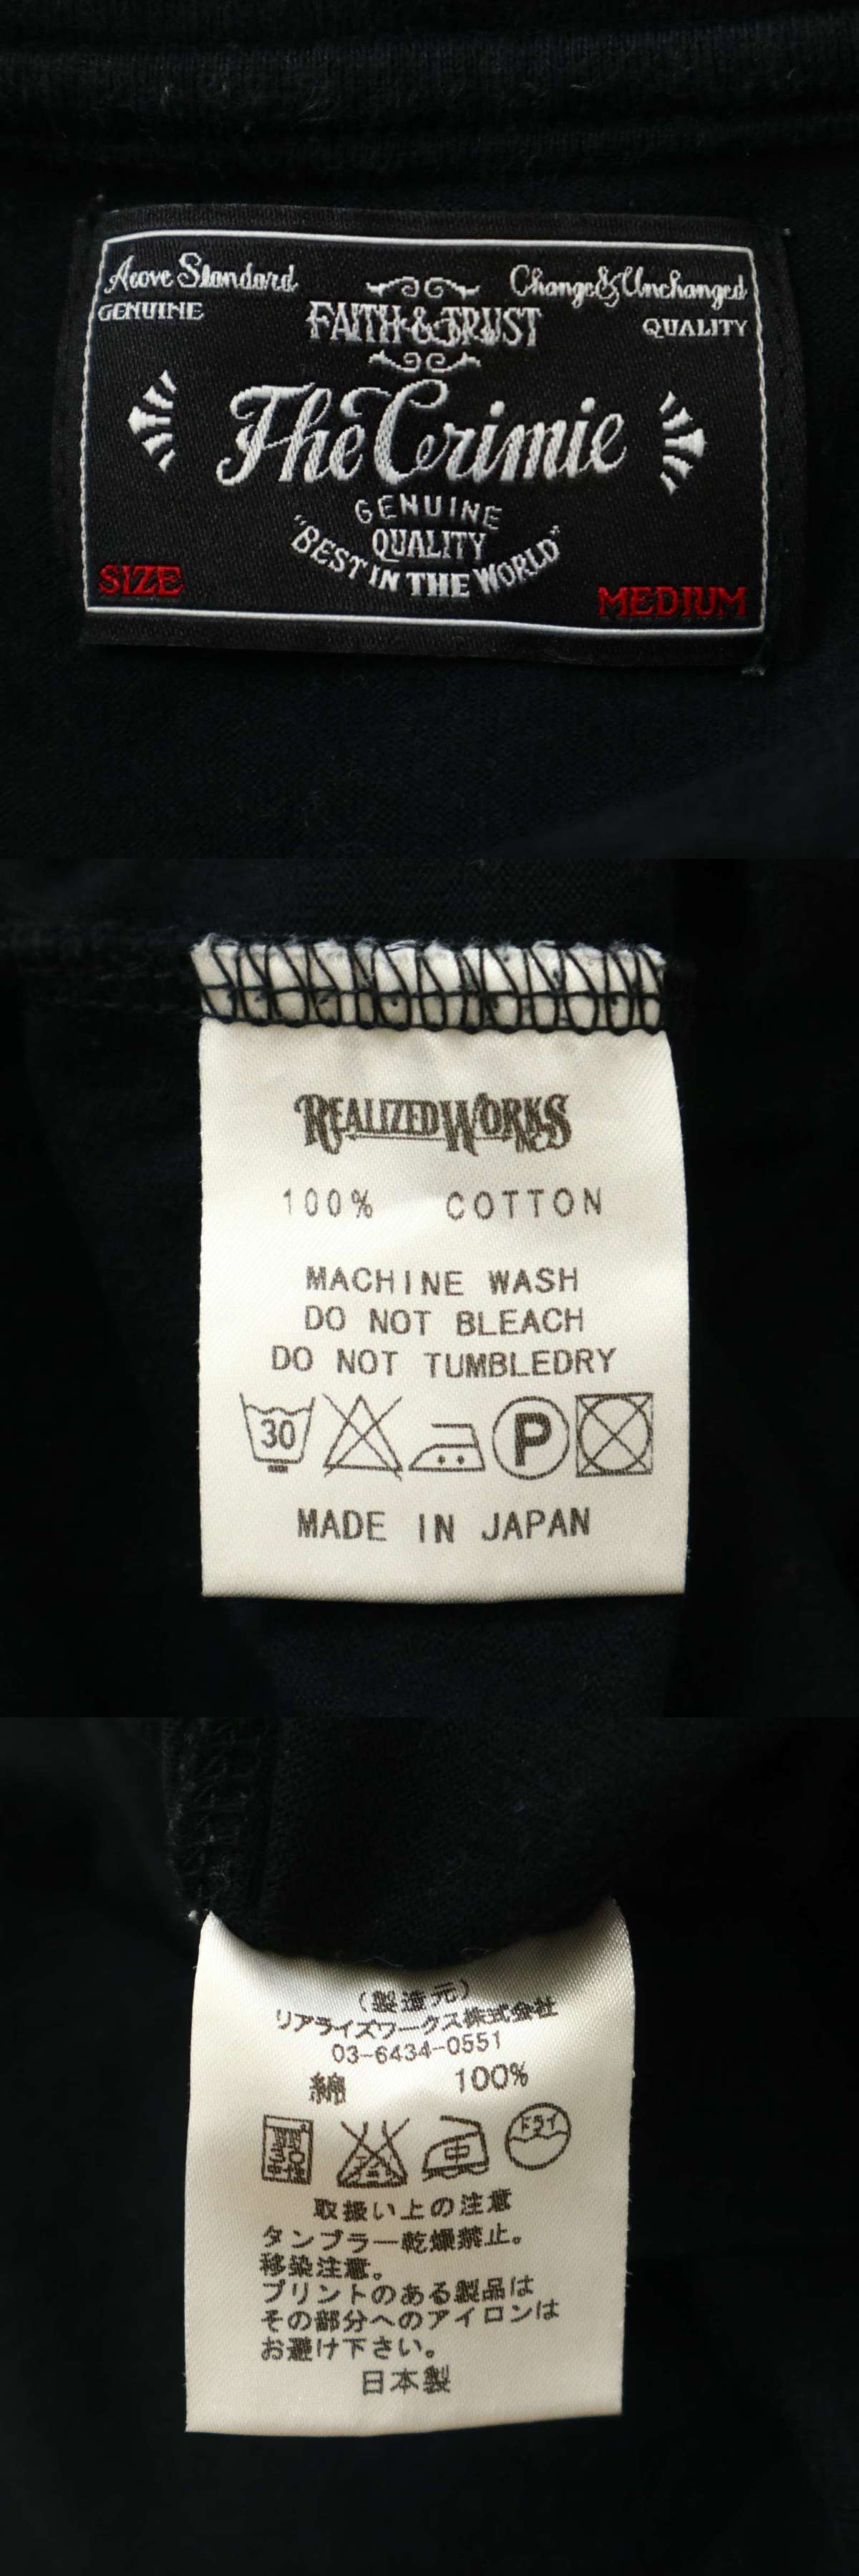 Above Standard
GENUINE
FAITH & TRUST
Change & Unchanged
QUALITY
The Crimie
GENUINE
QUALITY
"BEST IN THE WORLD"
SIZE
MEDIUM
REALIZED WORKS
INC
100% COTTON
MACHINE WASH
DO NOT BLEACH
DO NOT TUMBLEDRY
30
P
MADE IN JAPAN
(製造元)
リアライズワークス株式会社
03-6434-0551
綿 100%
30
中
ドライ
取扱い上の注意
タンブラー乾燥禁止。
移染注意。
プリントのある製品は
その部分へのアイロンは
お避け下さい。
日本製